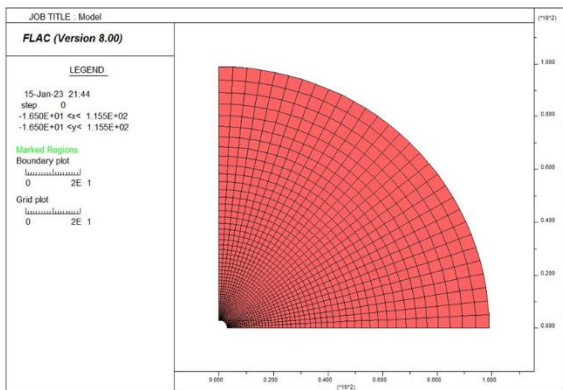 JOB TITLE : Model
FLAC (Version 8.00)
LEGEND
15-Jan-23 21:44
step 0
-1.650E+01 <x< 1.155E+02
-1.650E+01 <y< 1.155E+02
Marked Regions
Boundary plot
0 2E 1
Grid plot
0 2E 1
(*10^2)
1.000
0.800
0.600
0.400
0.200
0.000
0.000 0.200 0.400 0.600 0.800 1.000
(*10^2)